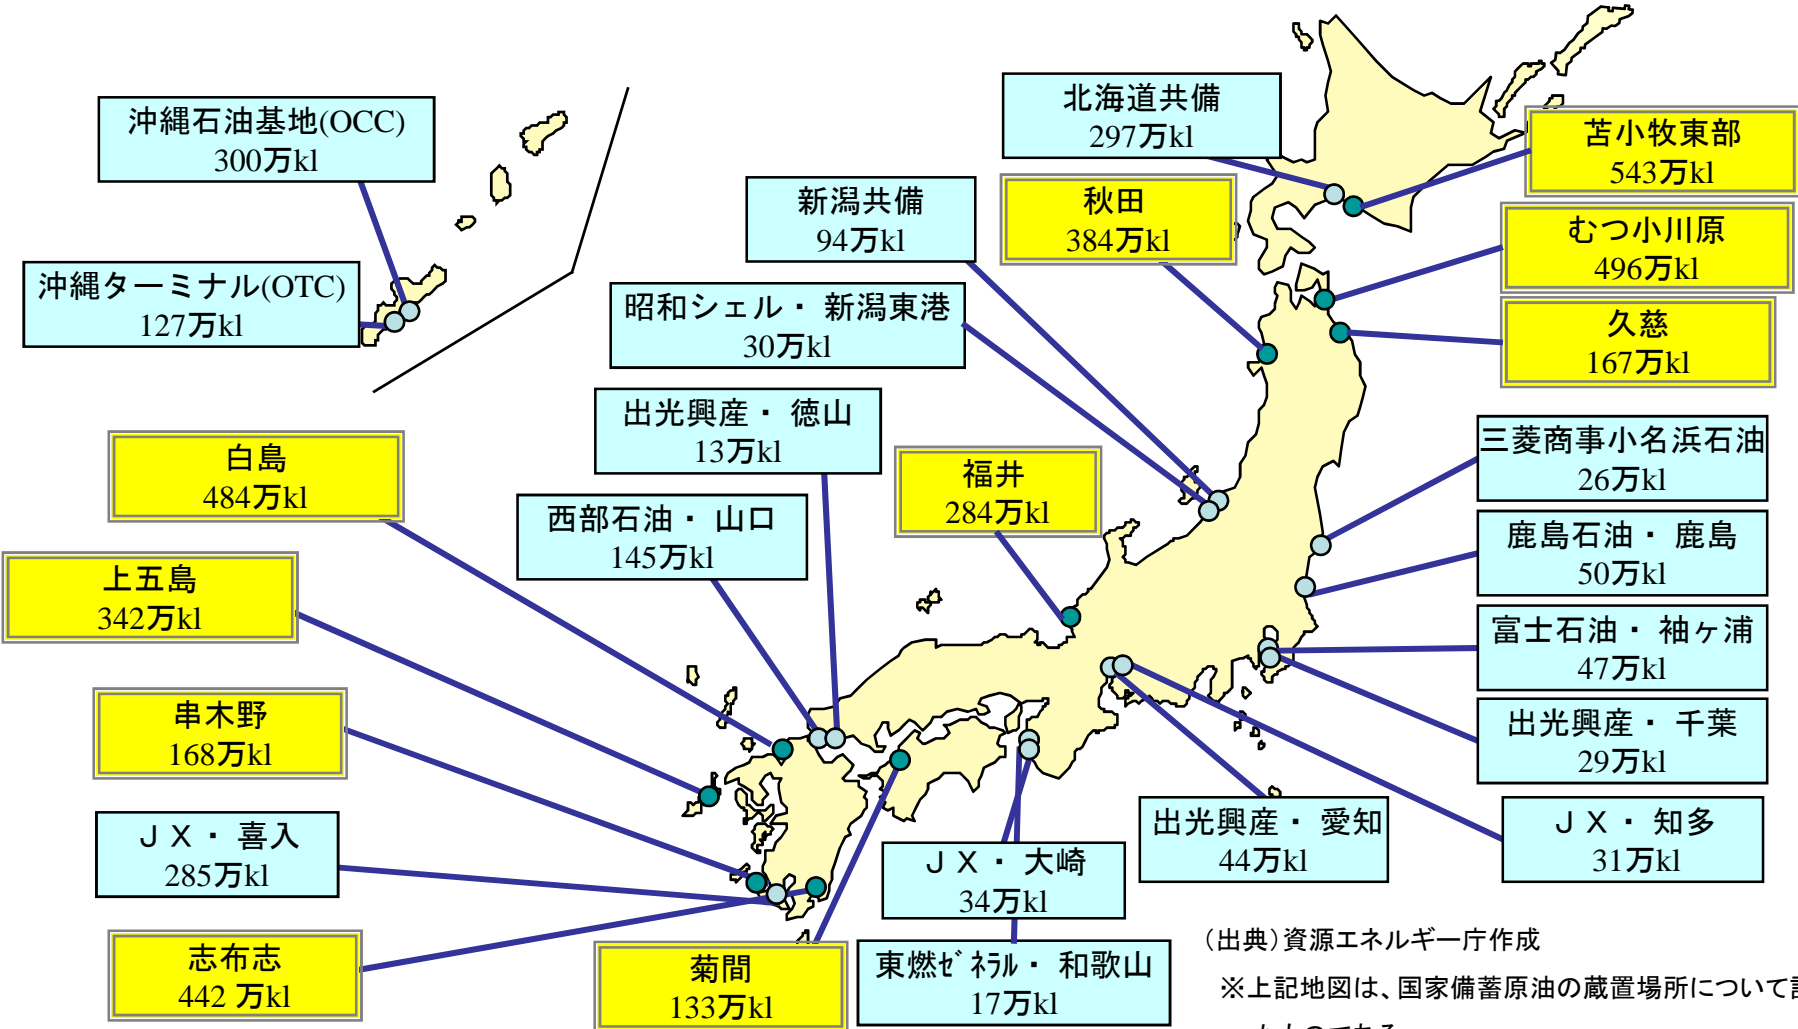 沖縄石油基地(OCC)
300万kl
沖縄ターミナル(OTC)
127万kl
北海道共備
297万kl
苫小牧東部
543万kl
新潟共備
94万kl
秋田
384万kl
むつ小川原
496万kl
昭和シェル・新潟東港
30万kl
久慈
167万kl
出光興産・徳山
13万kl
白島
484万kl
福井
284万kl
三菱商事小名浜石油
26万kl
西部石油・山口
145万kl
鹿島石油・鹿島
50万kl
上五島
342万kl
富士石油・袖ヶ浦
47万kl
串木野
168万kl
出光興産・千葉
29万kl
ＪＸ・喜入
285万kl
ＪＸ・大崎
34万kl
出光興産・愛知
44万kl
ＪＸ・知多
31万kl
志布志
442 万kl
菊間
133万kl
東燃ｾﾞﾈﾗﾙ・和歌山
17万kl
（出典）資源エネルギー庁作成
※上記地図は、国家備蓄原油の蔵置場所について